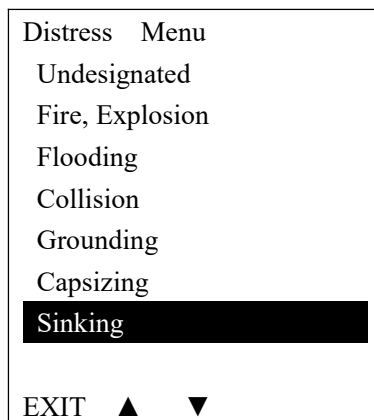 Distress Menu
Undesignated
Fire, Explosion
Flooding
Collision
Grounding
Capsizing
Sinking
EXIT ▲ ▼